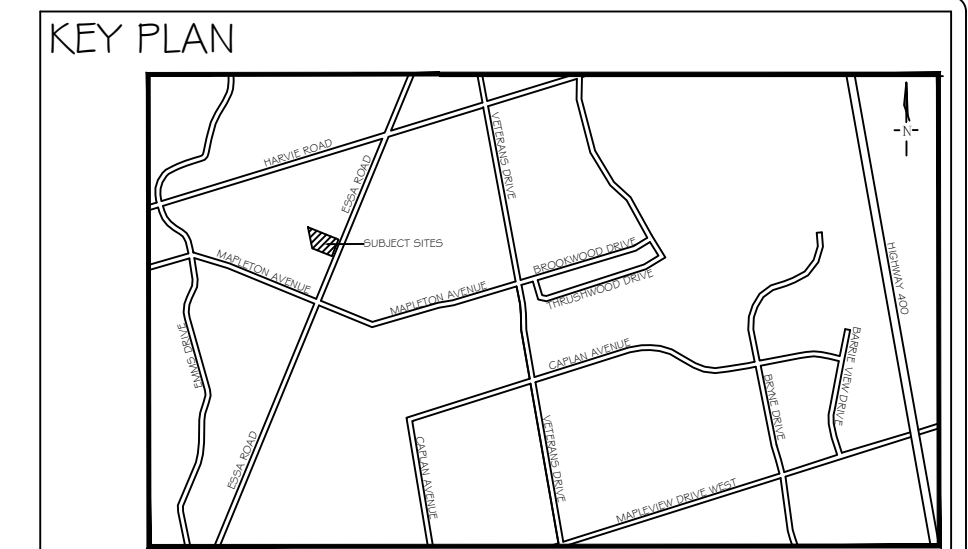 KEY PLAN
N
HARVIE ROAD
ESSA ROAD
VETERANS DRIVE
SUBJECT SITES
MAPLETON AVENUE
MAPLETON AVENUE
BROOKWOOD DRIVE
THRUSHWOOD DRIVE
HIGHWAY 400
EMMS DRIVE
CAPLAN AVENUE
BARRIE VIEW DRIVE
BRYNE DRIVE
ESSA ROAD
CAPLAN AVENUE
VETERANS DRIVE
MAPLEVIEW DRIVE WEST